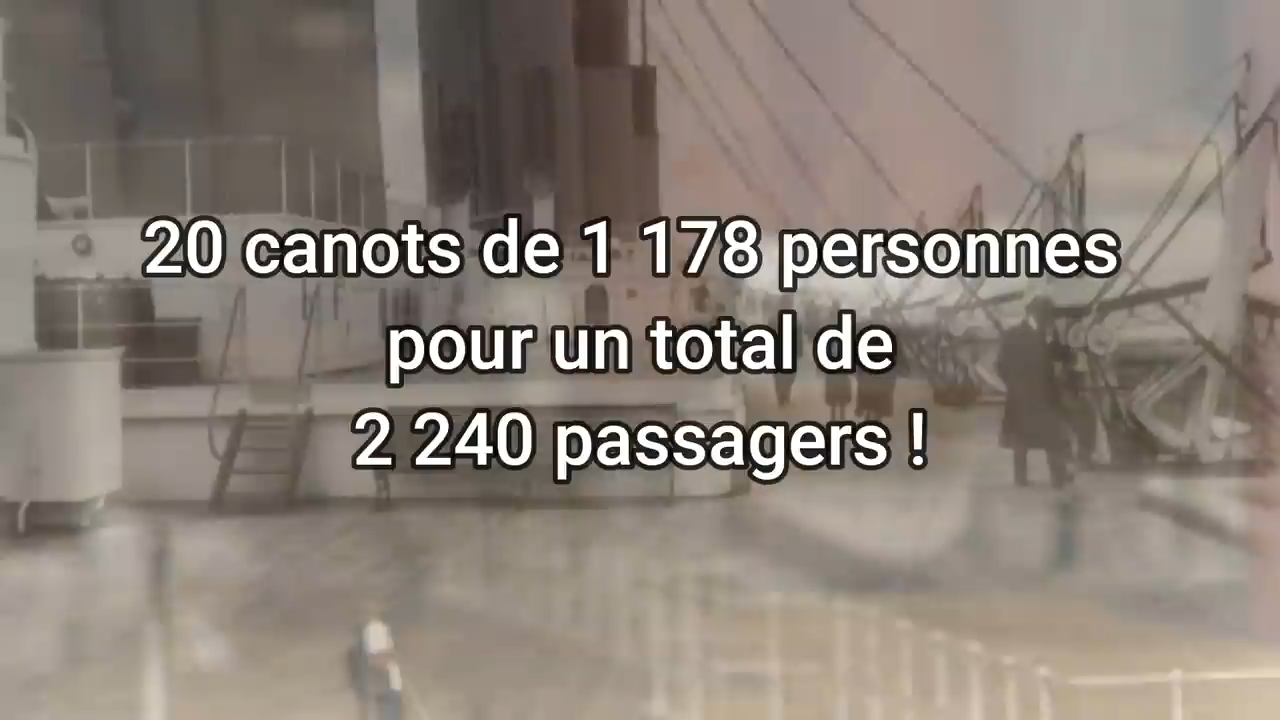 20 canots de 1 178 personnes
pour un total de
2 240 passagers !